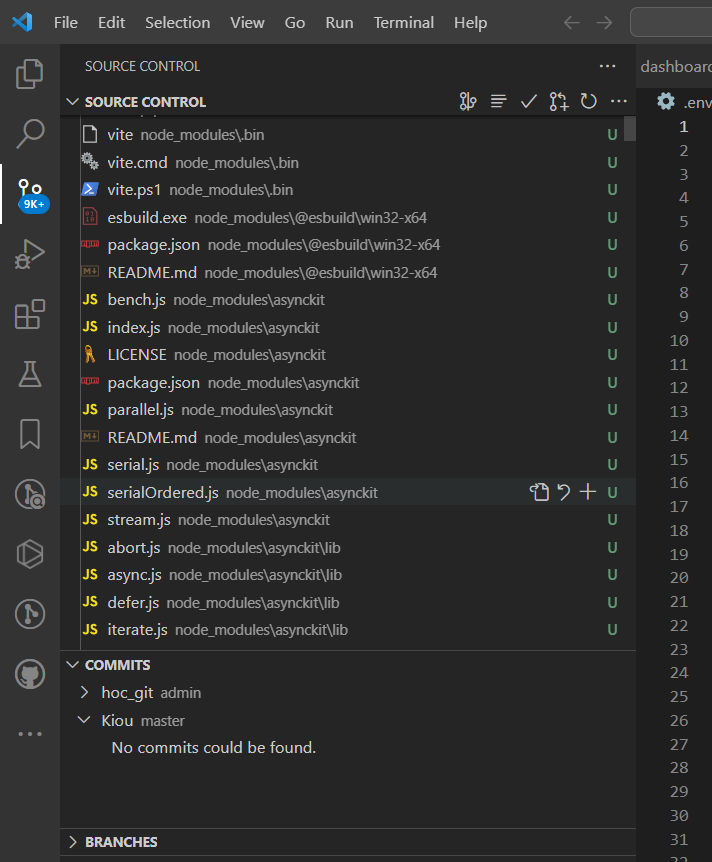 File Edit Selection View Go Run Terminal Help
SOURCE CONTROL
dashboard
SOURCE CONTROL
.env
vite node_modules\.bin U
vite.cmd node_modules\.bin U
vite.ps1 node_modules\.bin U
esbuild.exe node_modules\@esbuild\win32-x64 U
package.json node_modules\@esbuild\win32-x64 U
README.md node_modules\@esbuild\win32-x64 U
JS bench.js node_modules\asynckit U
JS index.js node_modules\asynckit U
LICENSE node_modules\asynckit U
package.json node_modules\asynckit U
JS parallel.js node_modules\asynckit U
README.md node_modules\asynckit U
JS serial.js node_modules\asynckit U
JS serialOrdered.js node_modules\asynckit U
JS stream.js node_modules\asynckit U
JS abort.js node_modules\asynckit\lib U
JS async.js node_modules\asynckit\lib U
JS defer.js node_modules\asynckit\lib U
JS iterate.js node_modules\asynckit\lib U
COMMITS
hoc_git admin
Kiou master
No commits could be found.
BRANCHES
9K+
1
2
3
4
5
6
7
8
9
10
11
12
13
14
15
16
17
18
19
20
21
22
23
24
25
26
27
28
29
30
31